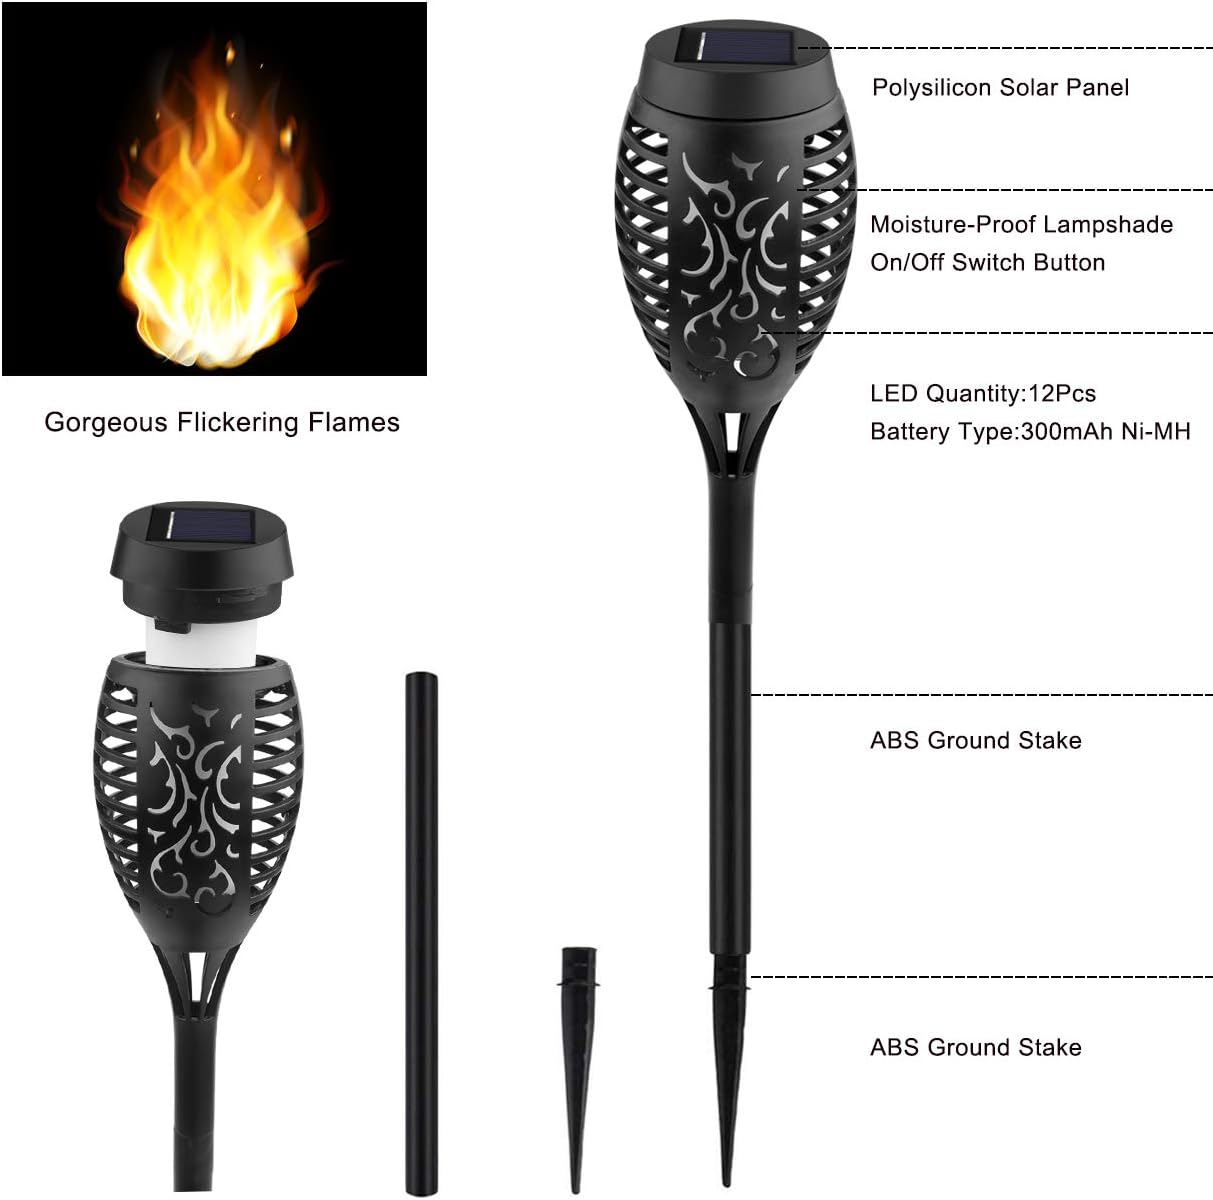 Polysilicon Solar Panel
Moisture-Proof Lampshade
On/Off Switch Button
LED Quantity:12Pcs
Battery Type:300mAh Ni-MH
Gorgeous Flickering Flames
ABS Ground Stake
ABS Ground Stake